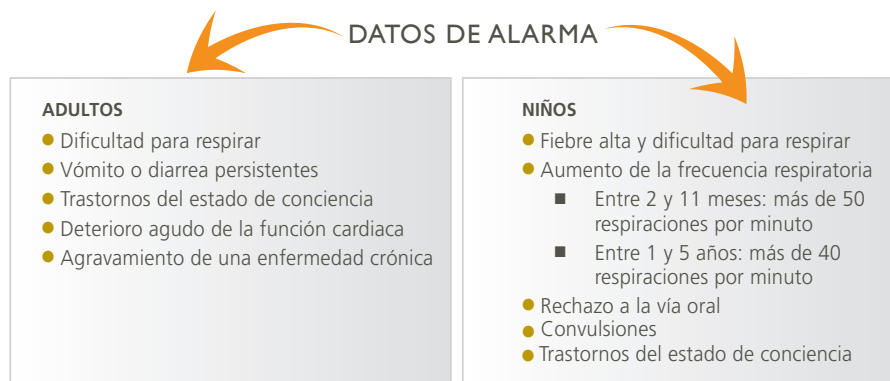 DATOS DE ALARMA
ADULTOS
● Dificultad para respirar
● Vómito o diarrea persistentes
● Trastornos del estado de conciencia
● Deterioro agudo de la función cardiaca
● Agravamiento de una enfermedad crónica
NIÑOS
● Fiebre alta y dificultad para respirar
● Aumento de la frecuencia respiratoria
■ Entre 2 y 11 meses: más de 50
respiraciones por minuto
■ Entre 1 y 5 años: más de 40
respiraciones por minuto
● Rechazo a la vía oral
● Convulsiones
● Trastornos del estado de conciencia